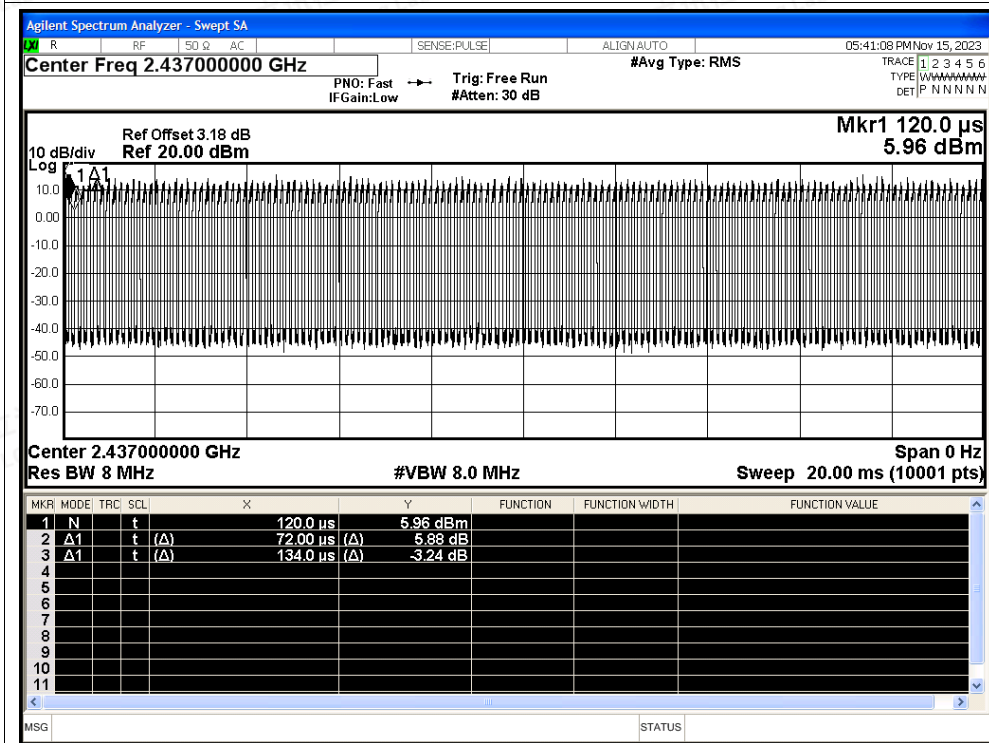 Agilent Spectrum Analyzer - Swept SA
LXI R RF 50 Ω AC SENSE:PULSE ALIGN AUTO 05:41:08 PM Nov 15, 2023
Center Freq 2.437000000 GHz
PNO: Fast
IFGain:Low
Trig: Free Run
#Atten: 30 dB
#Avg Type: RMS
TRACE 1 2 3 4 5 6
TYPE W
DET P N N N N N
Ref Offset 3.18 dB
10 dB/div Ref 20.00 dBm
Log
Mkr1 120.0 µs
5.96 dBm
1 Δ1
10.0
0.00
-10.0
-20.0
-30.0
-40.0
-50.0
-60.0
-70.0
Center 2.437000000 GHz Span 0 Hz
Res BW 8 MHz #VBW 8.0 MHz Sweep 20.00 ms (10001 pts)
MKR MODE TRC SCL X Y FUNCTION FUNCTION WIDTH FUNCTION VALUE
1 N t 120.0 µs 5.96 dBm
2 Δ1 t (Δ) 72.00 µs (Δ) 5.88 dB
3 Δ1 t (Δ) 134.0 µs (Δ) -3.24 dB
4
5
6
7
8
9
10
11
MSG STATUS